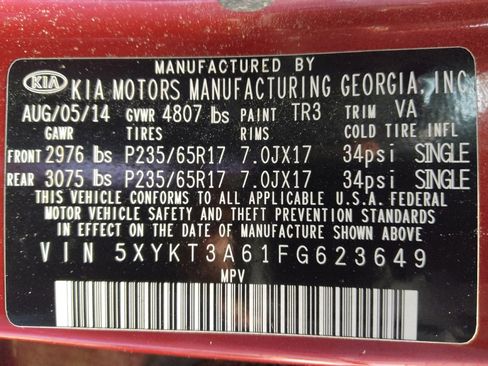 MANUFACTURED BY
KIA KIA MOTORS MANUFACTURING GEORGIA, INC.
AUG/05/14 GVWR 4807 lbs PAINT TR3 TRIM VA
GAWR TIRES RIMS COLD TIRE INFL
FRONT 2976 lbs P235/65R17 7.0JX17 34psi SINGLE
REAR 3075 lbs P235/65R17 7.0JX17 34psi SINGLE
THIS VEHICLE CONFORMS TO ALL APPLICABLE U.S.A. FEDERAL
MOTOR VEHICLE SAFETY AND THEFT PREVENTION STANDARDS
IN EFFECT ON THE DATE OF MANUFACTURE SHOWN ABOVE.
VIN 5XYKT3A61FG623649
MPV